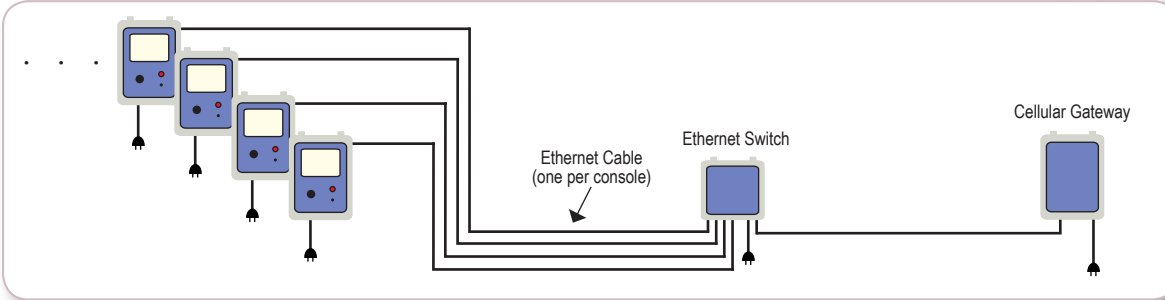 Cellular Gateway
Ethernet Switch
Ethernet Cable
(one per console)